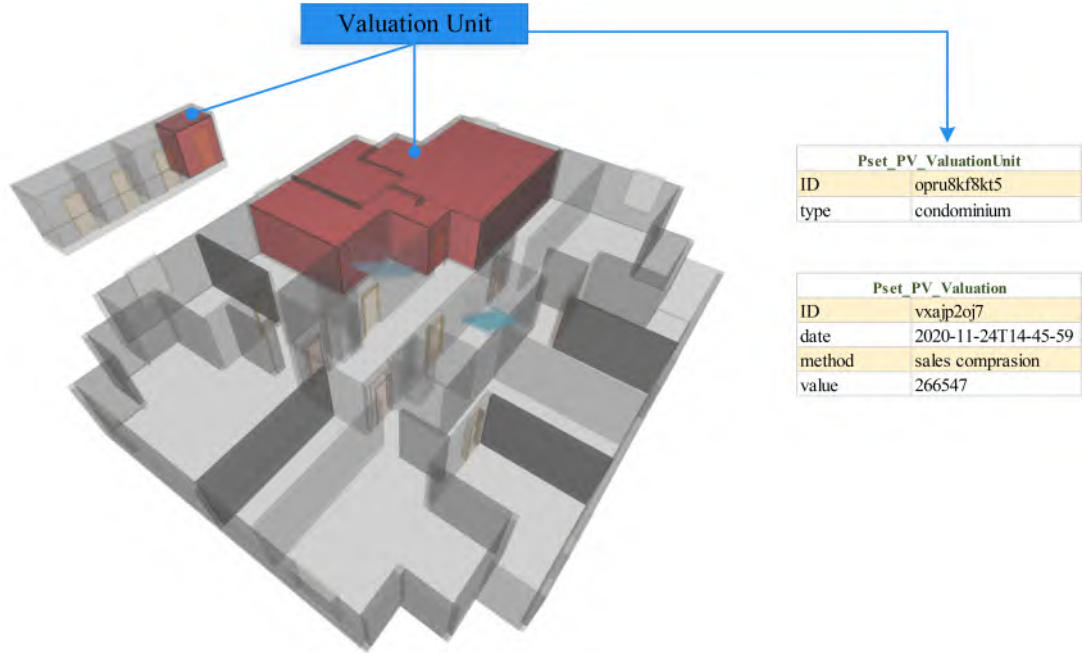 Valuation Unit
Pset_PV_ValuationUnit
ID opru8kf8kt5
type condominium
Pset_PV_Valuation
ID vxajp2oj7
date 2020-11-24T14-45-59
method sales comprasion
value 266547